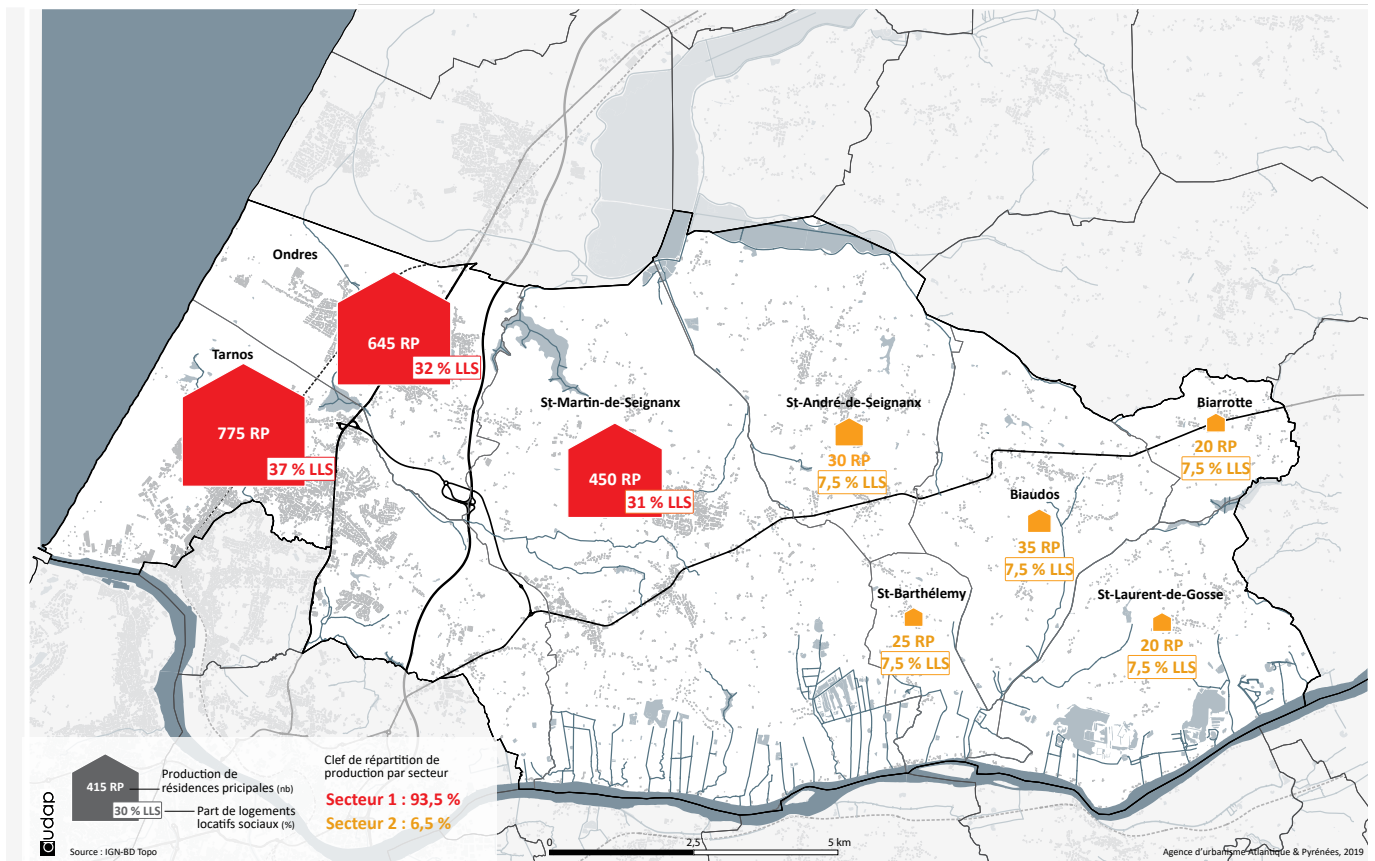 Ondres
645 RP
32 % LLS
Tarnos
775 RP
37 % LLS
St-Martin-de-Seignanx
450 RP
31 % LLS
St-André-de-Seignanx
30 RP
7,5 % LLS
Biarrotte
20 RP
7,5 % LLS
Biaudos
35 RP
7,5 % LLS
St-Barthélemy
25 RP
7,5 % LLS
St-Laurent-de-Gosse
20 RP
7,5 % LLS
audap
415 RP
30 % LLS
Production de
résidences pricipales (nb)
Part de logements
locatifs sociaux (%)
Clef de répartition de
production par secteur
Secteur 1 : 93,5 %
Secteur 2 : 6,5 %
Source : IGN-BD Topo
0 2,5 5 km
Agence d'urbanisme Atlantique & Pyrénées, 2019